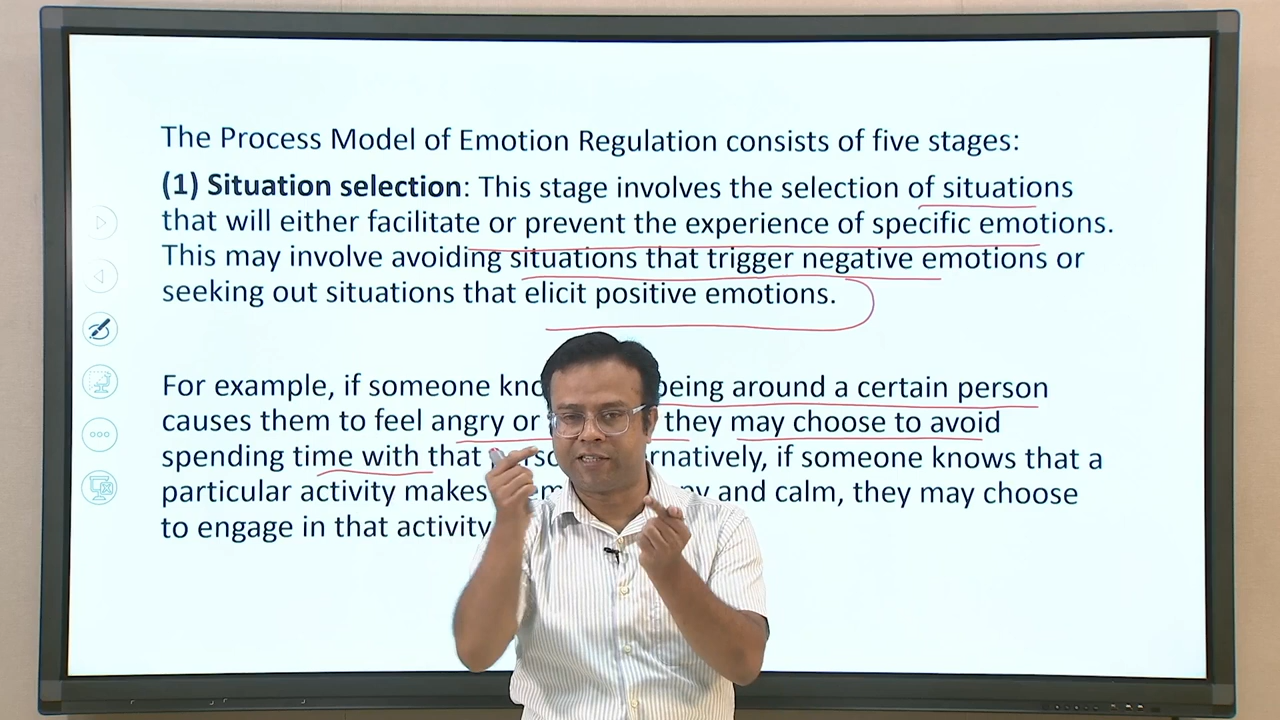 The Process Model of Emotion Regulation consists of five stages:
(1) Situation selection: This stage involves the selection of situations
that will either facilitate or prevent the experience of specific emotions.
This may involve avoiding situations that trigger negative emotions or
seeking out situations that elicit positive emotions.
For example, if someone being around a certain person
causes them to feel angry or they may choose to avoid
spending time with that if someone knows that a
particular activity makes and calm, they may choose
to engage in that activity